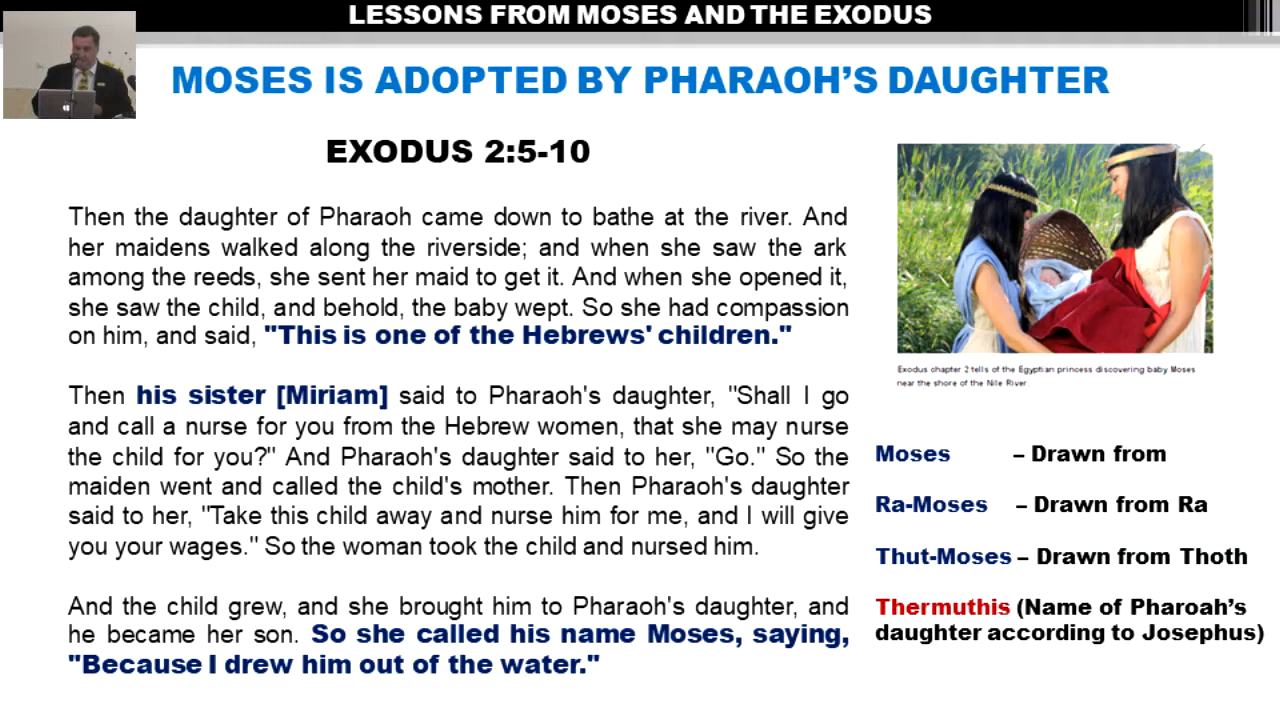 LESSONS FROM MOSES AND THE EXODUS
MOSES IS ADOPTED BY PHARAOH'S DAUGHTER
EXODUS 2:5-10
Then the daughter of Pharaoh came down to bathe at the river. And
her maidens walked along the riverside; and when she saw the ark
among the reeds, she sent her maid to get it. And when she opened it,
she saw the child, and behold, the baby wept. So she had compassion
on him, and said, "This is one of the Hebrews' children."
Then his sister [Miriam] said to Pharaoh's daughter, "Shall I go
and call a nurse for you from the Hebrew women, that she may nurse
the child for you?" And Pharaoh's daughter said to her, "Go." So the
maiden went and called the child's mother. Then Pharaoh's daughter
said to her, "Take this child away and nurse him for me, and I will give
you your wages." So the woman took the child and nursed him.
And the child grew, and she brought him to Pharaoh's daughter, and
he became her son. So she called his name Moses, saying,
"Because I drew him out of the water."
Exodus chapter 2 tells of the Egyptian princess discovering baby Moses
near the shore of the Nile River.
Moses – Drawn from
Ra-Moses – Drawn from Ra
Thut-Moses – Drawn from Thoth
Thermuthis (Name of Pharoah's
daughter according to Josephus)